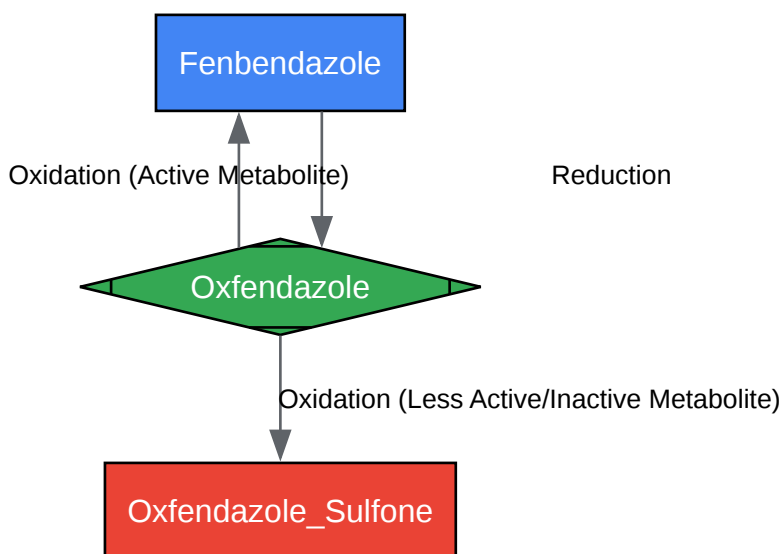 Fenbendazole
Oxidation (Active Metabolite)
Reduction
Oxfendazole
Oxidation (Less Active/Inactive Metabolite)
Oxfendazole_Sulfone